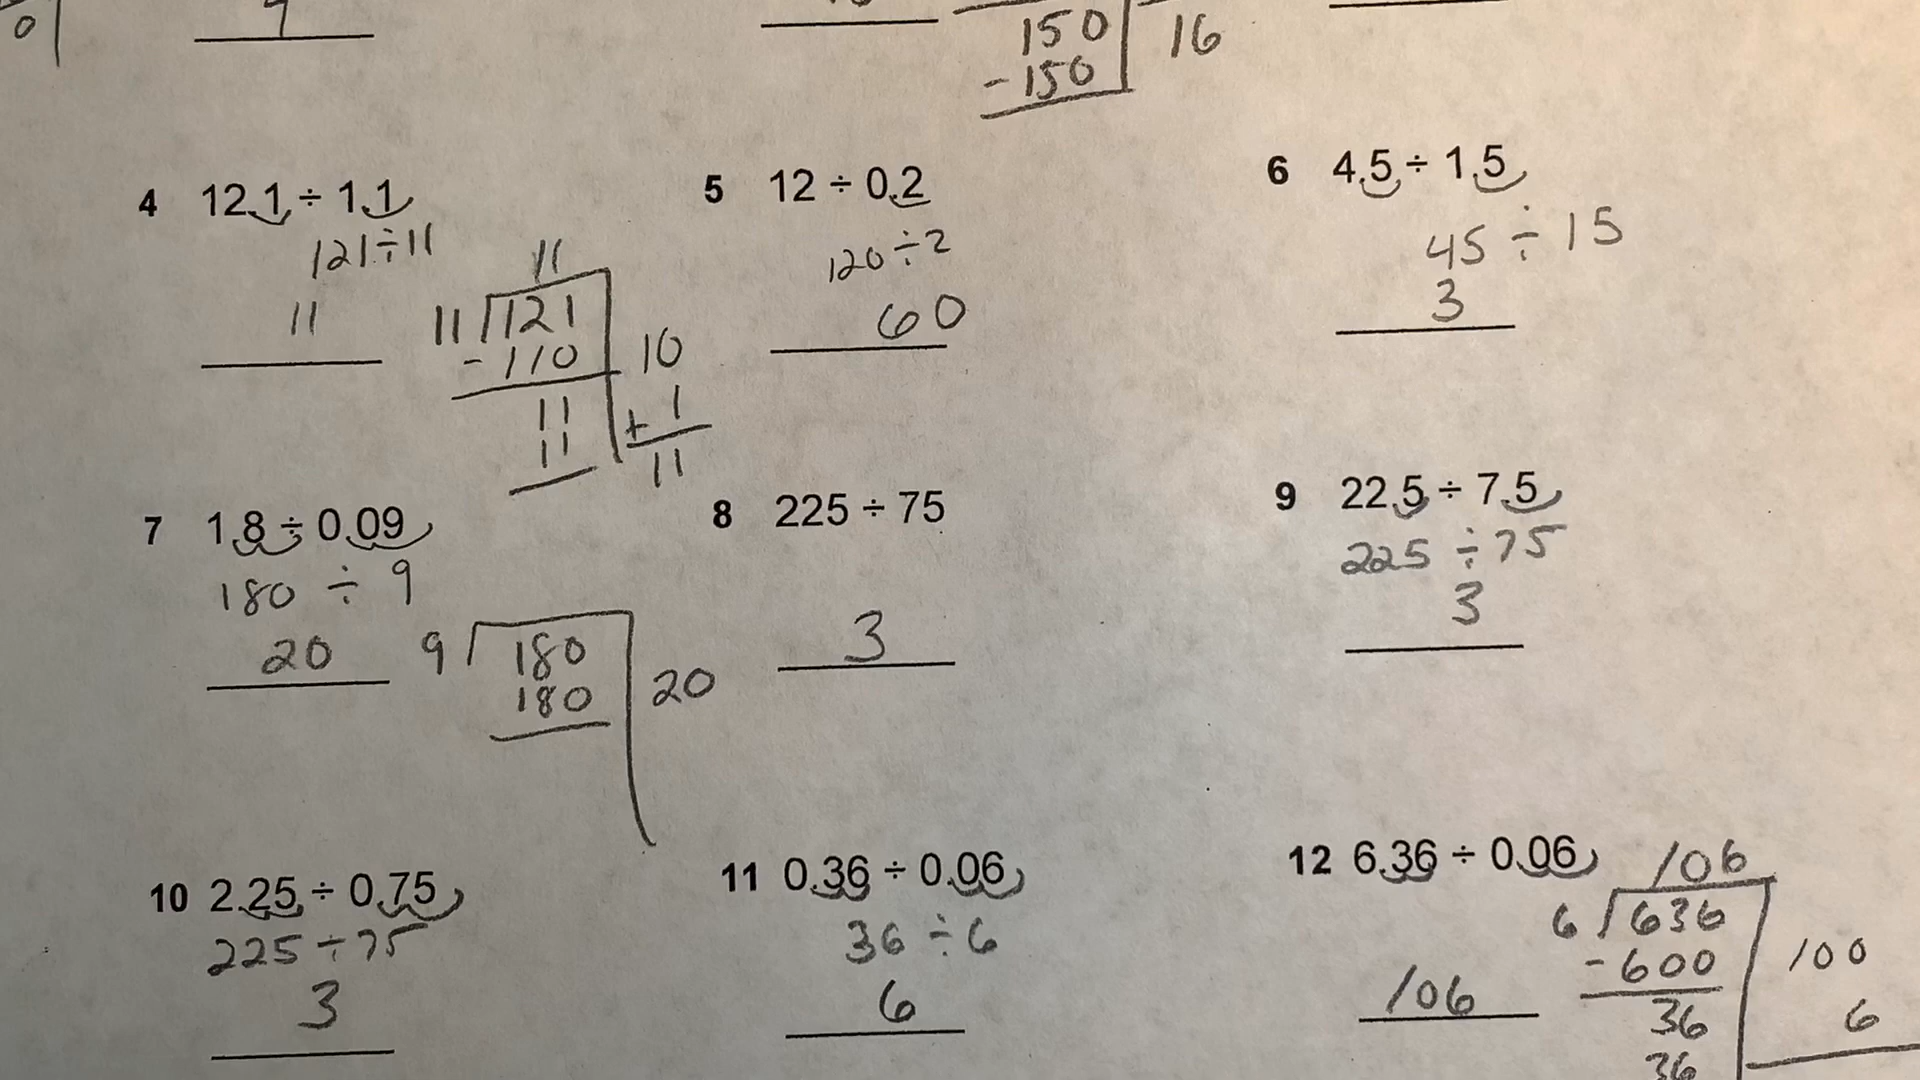 0
9
150
-150
16
4 12.1 ÷ 1.1
121÷11
11
11
11 121
-110 10
11 + 1
11 11
5 12 ÷ 0.2
120÷2
60
6 4.5 ÷ 1.5
45 ÷ 15
3
7 1.8 ÷ 0.09
180 ÷ 9
20
9 180
180 20
8 225 ÷ 75
3
9 22.5 ÷ 7.5
225 ÷75
3
10 2.25 ÷ 0.75
225 ÷75
3
11 0.36 ÷ 0.06
36 ÷6
6
12 6.36 ÷ 0.06
106
106
6 636
-600 100
36 6
36